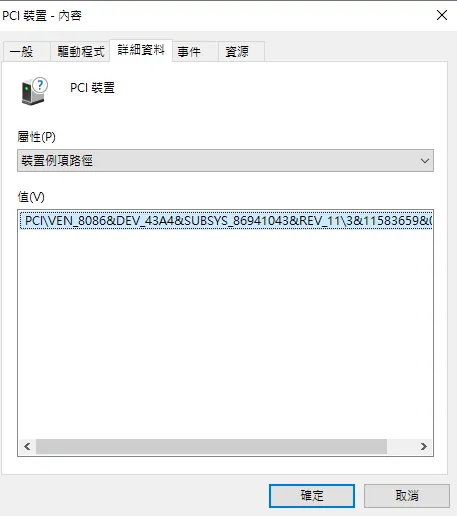 PCI 裝置 - 內容
一般 驅動程式 詳細資料 事件 資源
PCI 裝置
屬性(P)
裝置例項路徑
值(V)
PCI\VEN_8086&DEV_43A4&SUBSYS_86941043&REV_11\3&11583659&
確定 取消